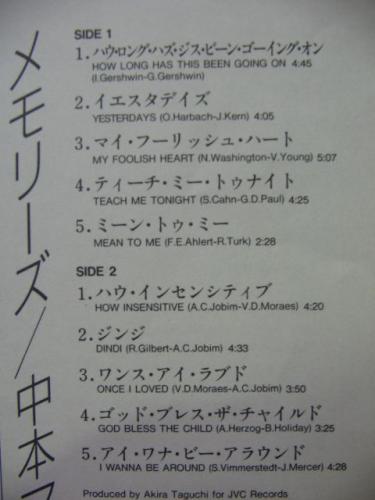 メモリーズ/中本
SIDE 1
1.ハウ・ロング・ハズ・ジス・ビーン・ゴーイング・オン
HOW LONG HAS THIS BEEN GOING ON 4:45
(I.Gershwin-G.Gershwin)
2.イエスタデイズ
YESTERDAYS (O.Harbach-J.Kern) 4:05
3.マイ・フーリッシュ・ハート
MY FOOLISH HEART (N.Washington-V.Young) 5:07
4.ティーチ・ミー・トゥナイト
TEACH ME TONIGHT (S.Cahn-G.D.Paul) 4:25
5.ミーン・トゥ・ミー
MEAN TO ME (F.E.Ahlert-R.Turk) 2:28
SIDE 2
1.ハウ・インセンシティブ
HOW INSENSITIVE (A.C.Jobim-V.D.Moraes) 4:20
2.ジンジ
DINDI (R.Gilbert-A.C.Jobim) 4:33
3.ワンス・アイ・ラブド
ONCE I LOVED (V.D.Moraes-A.C.Jobim) 3:50
4.ゴッド・ブレス・ザ・チャイルド
GOD BLESS THE CHILD (A.Herzog-B.Holiday) 3:25
5.アイ・ワナ・ビー・アラウンド
I WANNA BE AROUND (S.Vimmerstedt-J.Mercer) 4:28
Produced by Akira Taguchi for JVC Records